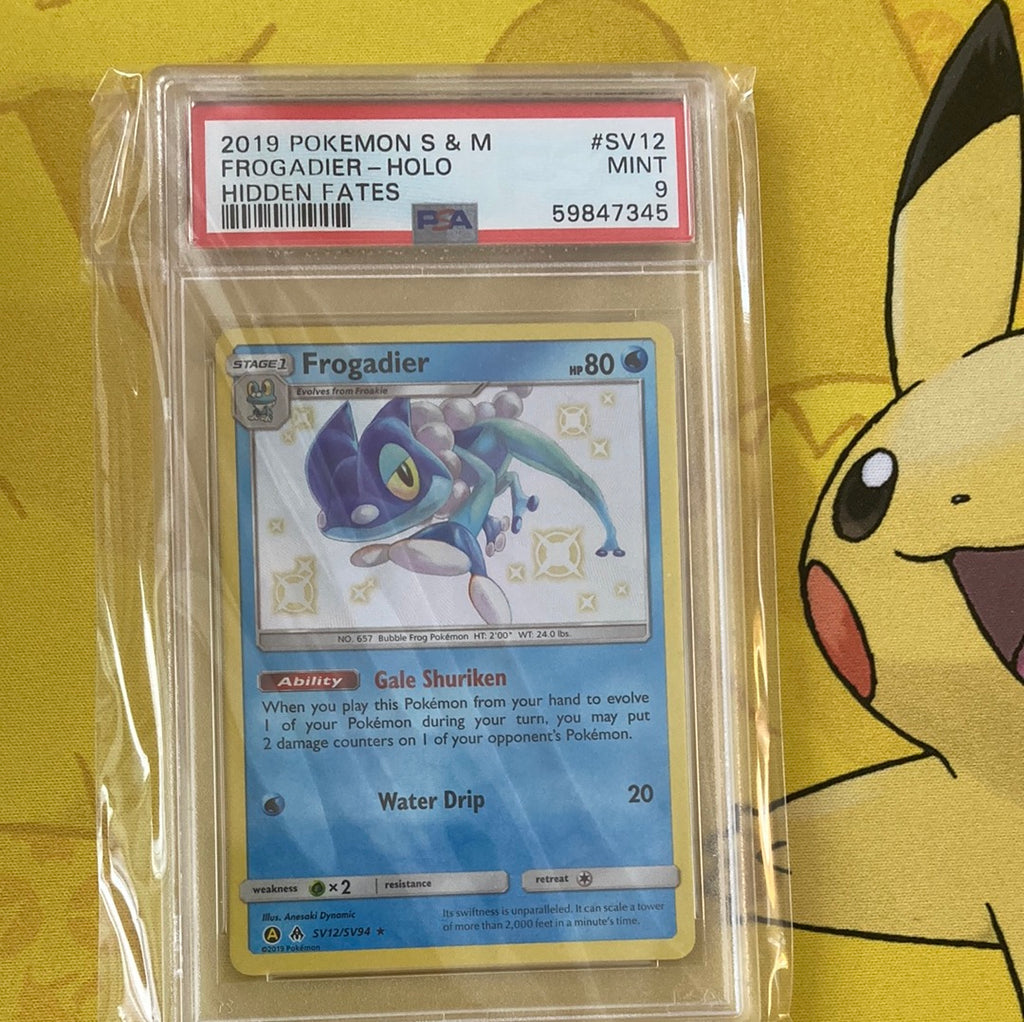 2019 POKEMON S & M #SV12
FROGADIER - HOLO MINT
HIDDEN FATES 9
PSA 59847345
STAGE1 Frogadier HP80
Evolves from Froakie
NO. 657 Bubble Frog Pokémon HT: 2'00" WT: 24.0 lbs.
Ability Gale Shuriken
When you play this Pokémon from your hand to evolve
1 of your Pokémon during your turn, you may put
2 damage counters on 1 of your opponent's Pokémon.
Water Drip 20
weakness ×2 resistance retreat
Illus. Anesaki Dynamic
Its swiftness is unparalleled. It can scale a tower
of more than 2,000 feet in a minute's time.
A SV12/SV94 ★
©2019 Pokémon